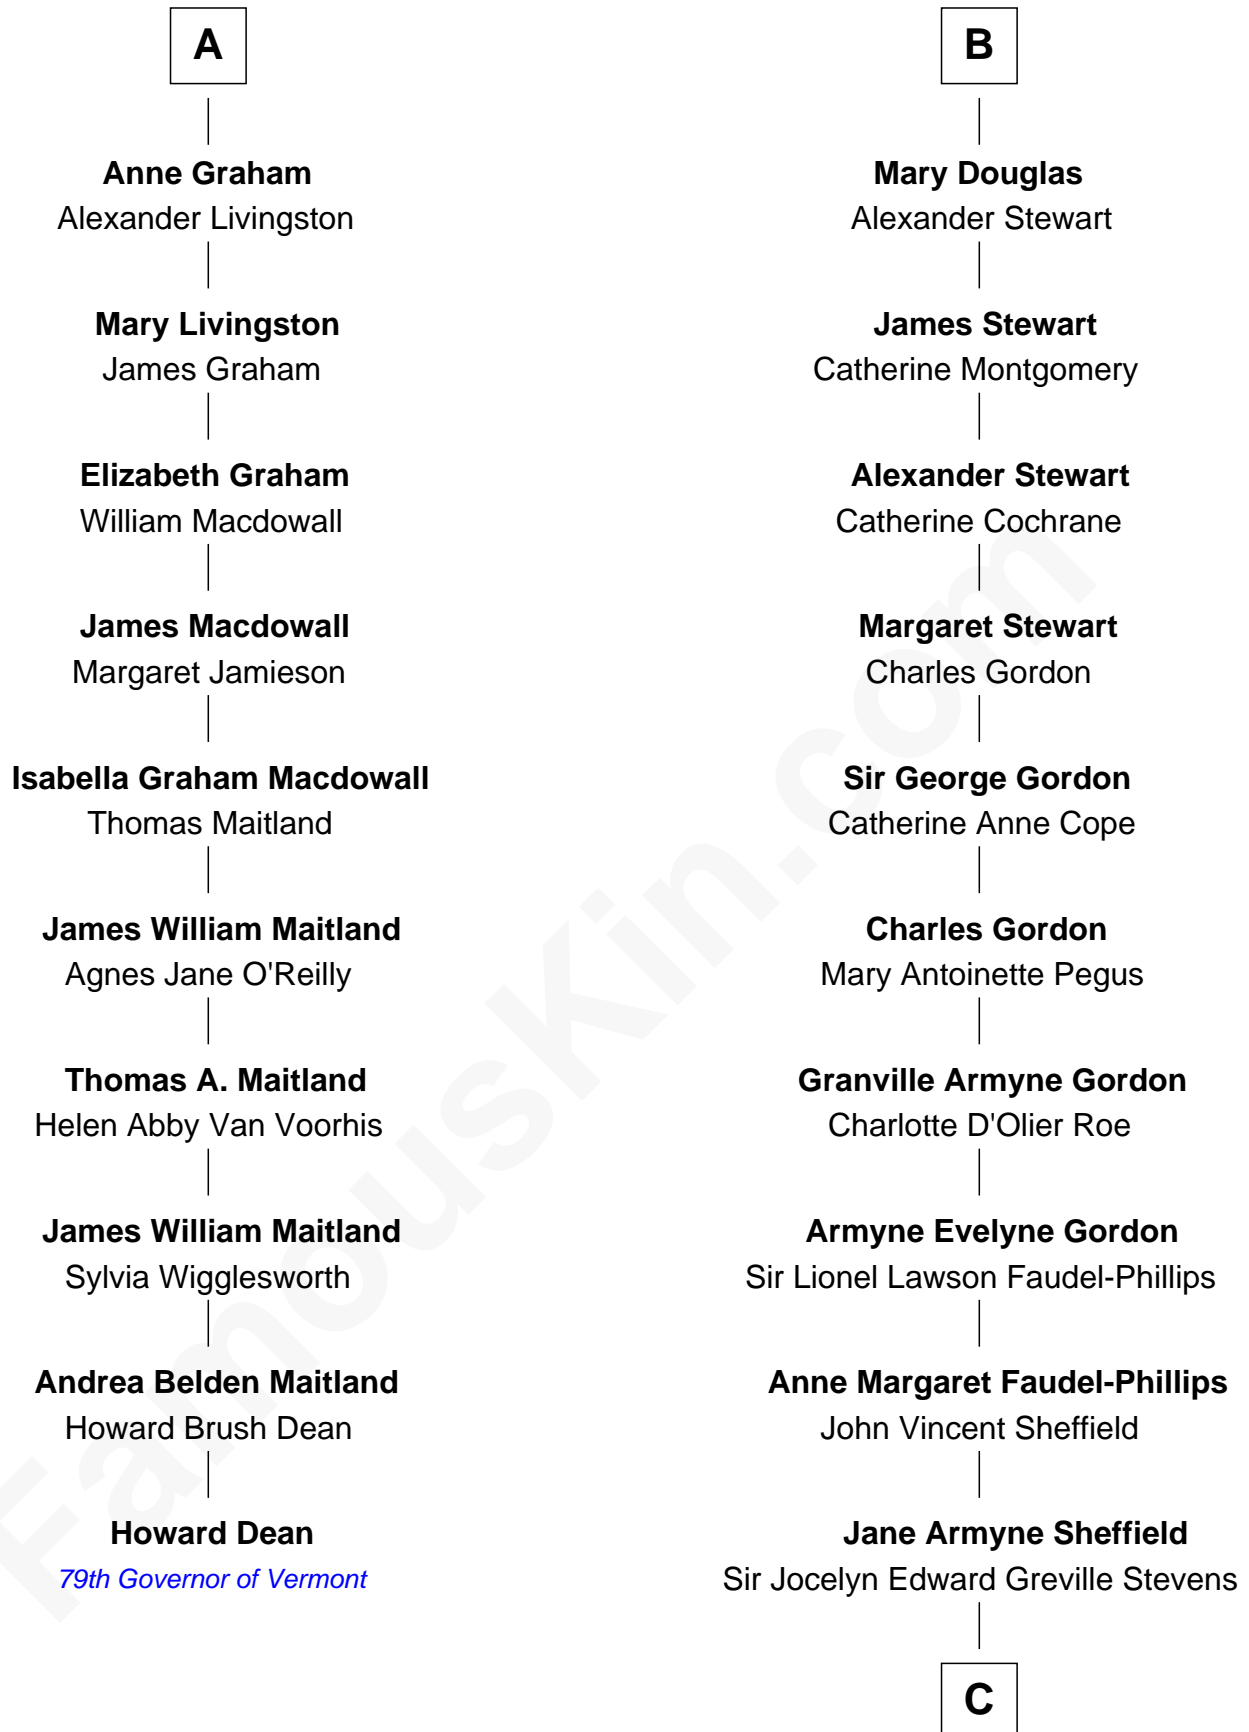 A
Anne Graham
Alexander Livingston
Mary Livingston
James Graham
Elizabeth Graham
William Macdowall
James Macdowall
Margaret Jamieson
Isabella Graham Macdowall
Thomas Maitland
James William Maitland
Agnes Jane O'Reilly
Thomas A. Maitland
Helen Abby Van Voorhis
James William Maitland
Sylvia Wigglesworth
Andrea Belden Maitland
Howard Brush Dean
Howard Dean
79th Governor of Vermont
B
Mary Douglas
Alexander Stewart
James Stewart
Catherine Montgomery
Alexander Stewart
Catherine Cochrane
Margaret Stewart
Charles Gordon
Sir George Gordon
Catherine Anne Cope
Charles Gordon
Mary Antoinette Pegus
Granville Armyne Gordon
Charlotte D'Olier Roe
Armyne Evelyne Gordon
Sir Lionel Lawson Faudel-Phillips
Anne Margaret Faudel-Phillips
John Vincent Sheffield
Jane Armyne Sheffield
Sir Jocelyn Edward Greville Stevens
C
FamousKin.com